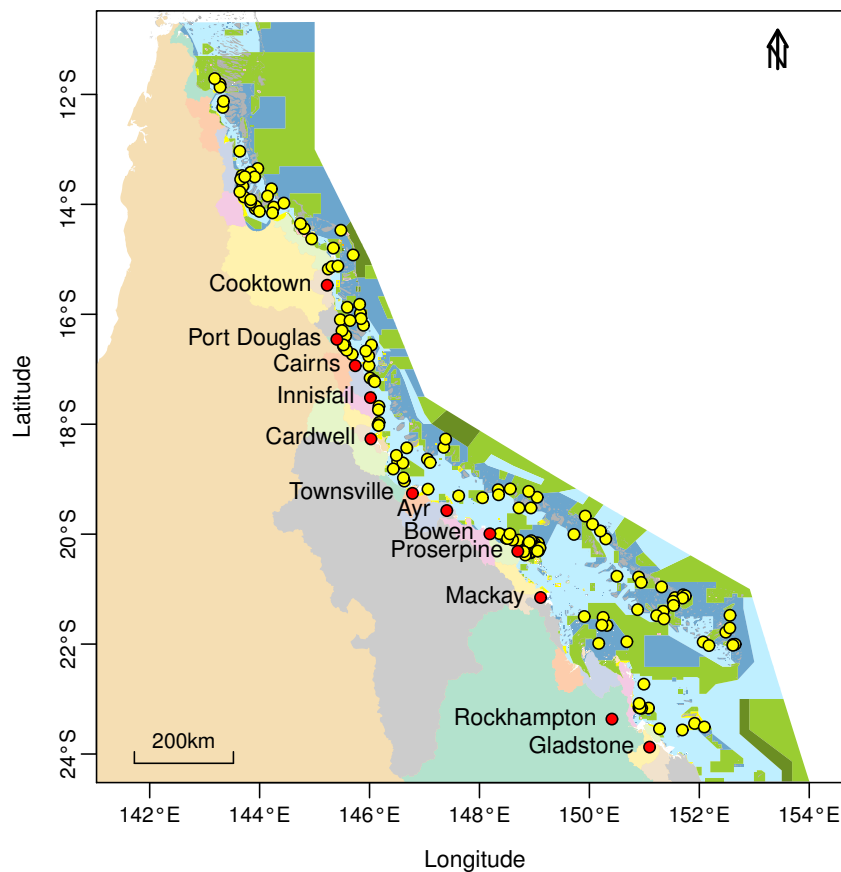 12°S
14°S
16°S
18°S
20°S
22°S
24°S
Latitude
Cooktown
Port Douglas
Cairns
Innisfail
Cardwell
Townsville
Ayr
Bowen
Proserpine
Mackay
Rockhampton
Gladstone
200km
N
142°E
144°E
146°E
148°E
150°E
152°E
154°E
Longitude